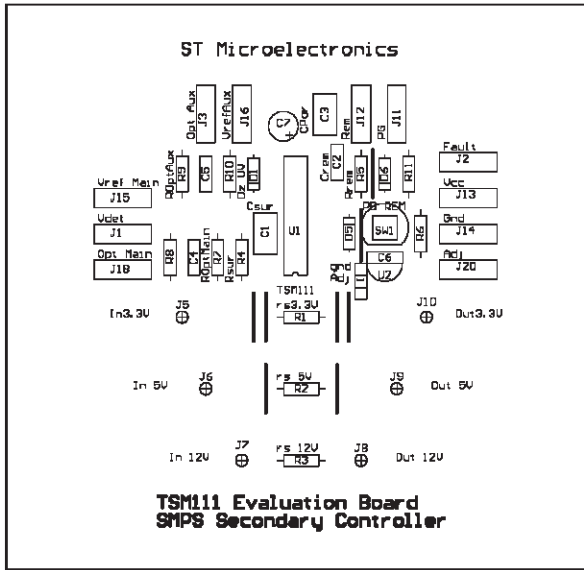 ST Microelectronics
Opt Aux
J3
VrefAux
J16
C7
+
CPor
C3
Rem
J12
PG
J11
Fault
J2
ROptAux
R9
C5
R10
Dz UV
D1
Crem
C2
Rrem
R5
D6
R11
Vcc
J13
Vref Main
J15
Vdet
J1
Opt Main
J18
Csur
C1
U1
PB REM
SW1
D5
R6
Gnd
J14
Adj
J20
R8
C4
ROptMain
R7
Rsur
R4
C6
U2
TSM111
In3.3V
J5
rs3.3V
R1
J10
Out3.3V
In 5V
J6
rs 5V
R2
J9
Out 5V
In 12V
J7
rs 12V
R3
J8
Out 12V
TSM111 Evaluation Board
SMPS Secondary Controller